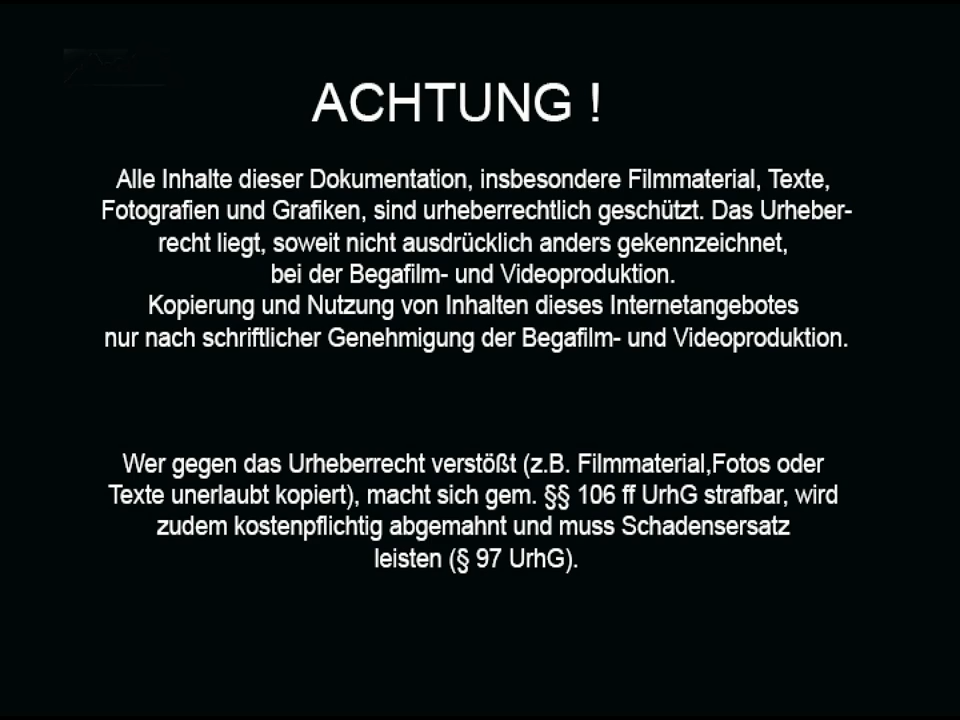 ACHTUNG !
Alle Inhalte dieser Dokumentation, insbesondere Filmmaterial, Texte,
Fotografien und Grafiken, sind urheberrechtlich geschützt. Das Urheber-
recht liegt, soweit nicht ausdrücklich anders gekennzeichnet,
bei der Begafilm- und Videoproduktion.
Kopierung und Nutzung von Inhalten dieses Internetangebotes
nur nach schriftlicher Genehmigung der Begafilm- und Videoproduktion.
Wer gegen das Urheberrecht verstößt (z.B. Filmmaterial,Fotos oder
Texte unerlaubt kopiert), macht sich gem. §§ 106 ff UrhG strafbar, wird
zudem kostenpflichtig abgemahnt und muss Schadensersatz
leisten (§ 97 UrhG).